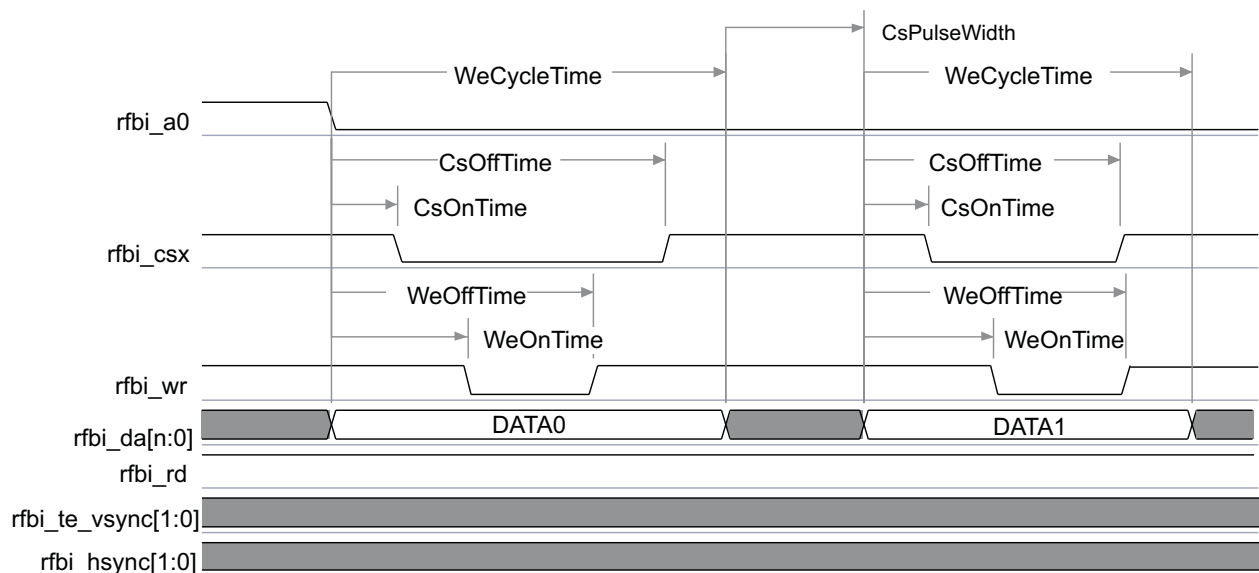 CsPulseWidth
WeCycleTime WeCycleTime
rfbi_a0
CsOffTime CsOffTime
CsOnTime CsOnTime
rfbi_csx
WeOffTime WeOffTime
WeOnTime WeOnTime
rfbi_wr
rfbi_da[n:0] DATA0 DATA1
rfbi_rd
rfbi_te_vsync[1:0]
rfbi_hsync[1:0]